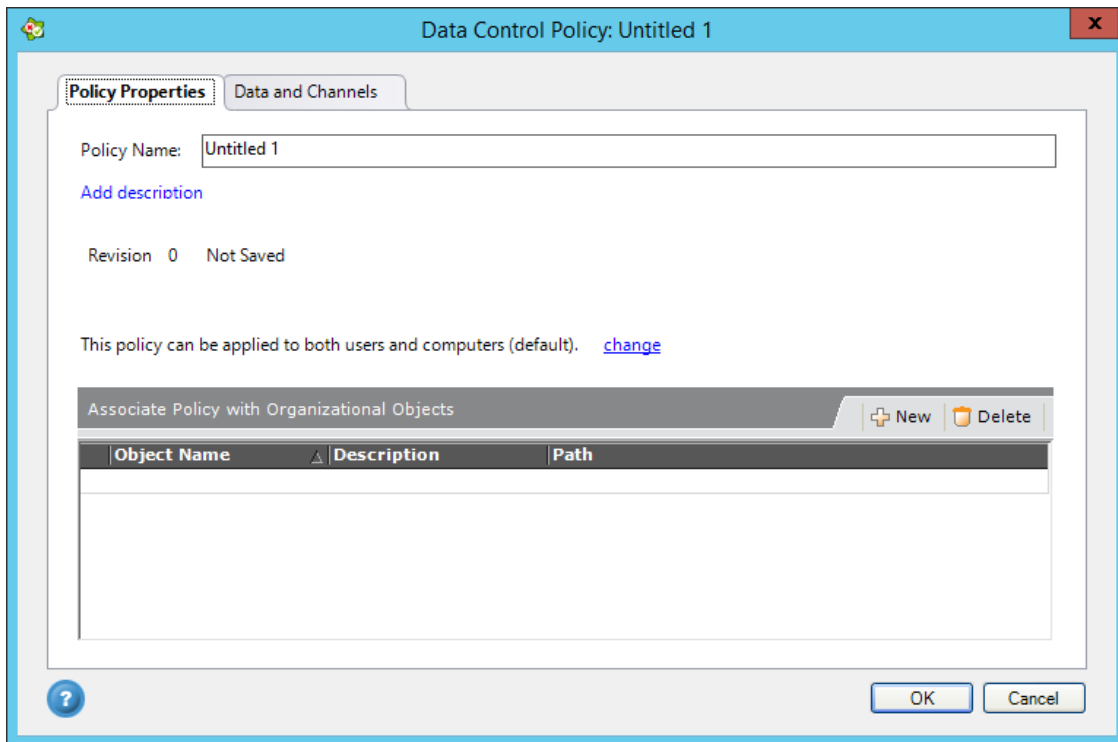 Data Control Policy: Untitled 1
x
Policy Properties Data and Channels
Policy Name: Untitled 1
Add description
Revision 0 Not Saved
This policy can be applied to both users and computers (default). change
Associate Policy with Organizational Objects New Delete
Object Name Description Path
? OK Cancel